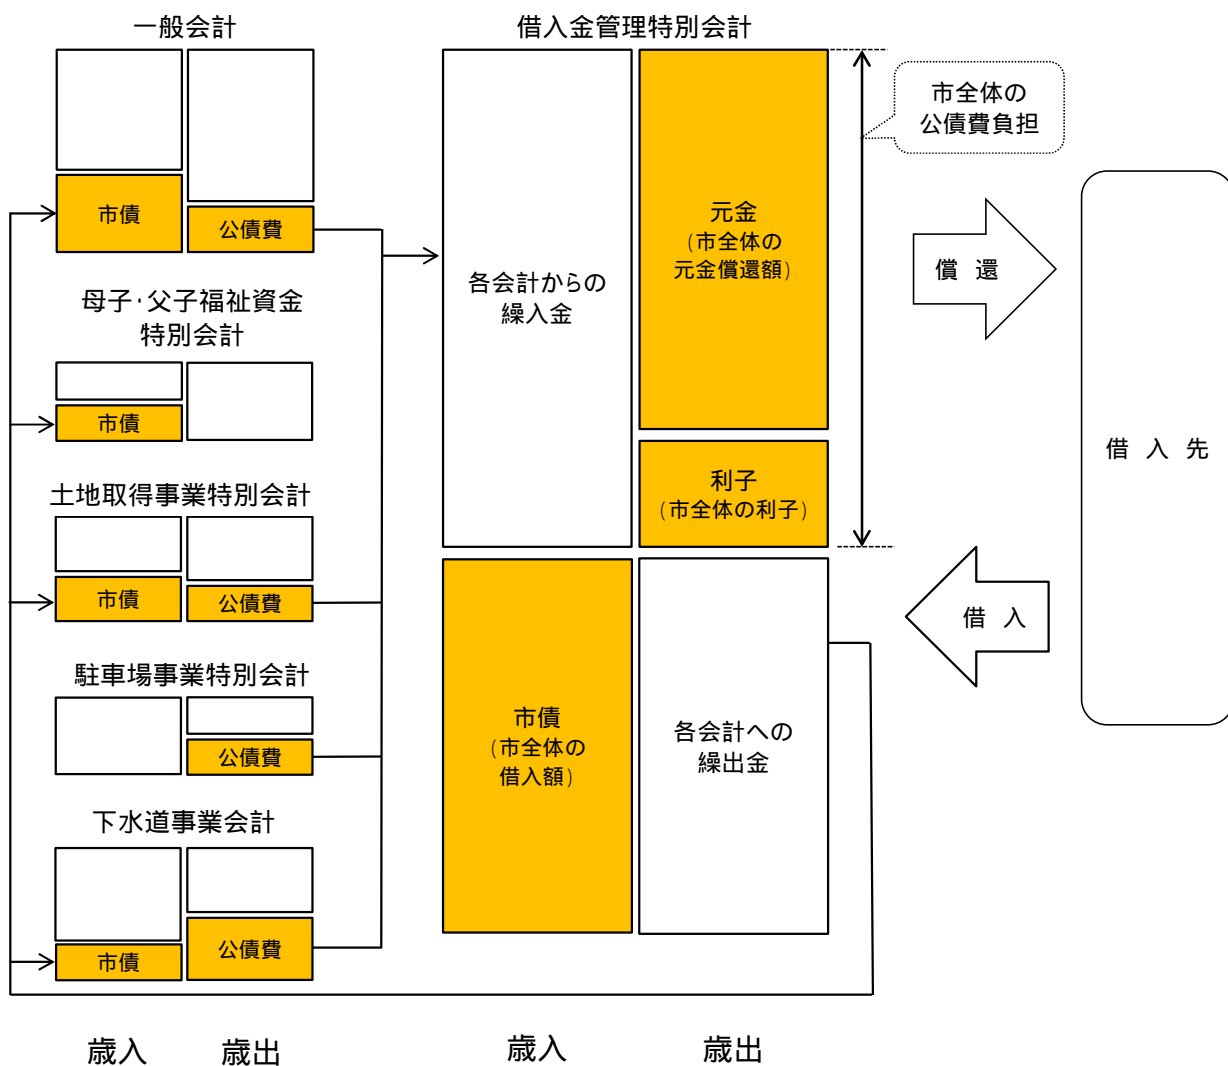 一般会計
市債
公債費
母子・父子福祉資金
特別会計
市債
土地取得事業特別会計
市債
公債費
駐車場事業特別会計
公債費
下水道事業会計
市債
公債費
歳入
歳出
借入金管理特別会計
各会計からの
繰入金
元金
(市全体の
元金償還額)
利子
(市全体の利子)
市債
(市全体の
借入額)
各会計への
繰出金
歳入
歳出
市全体の
公債費負担
償 還
借 入
借 入 先